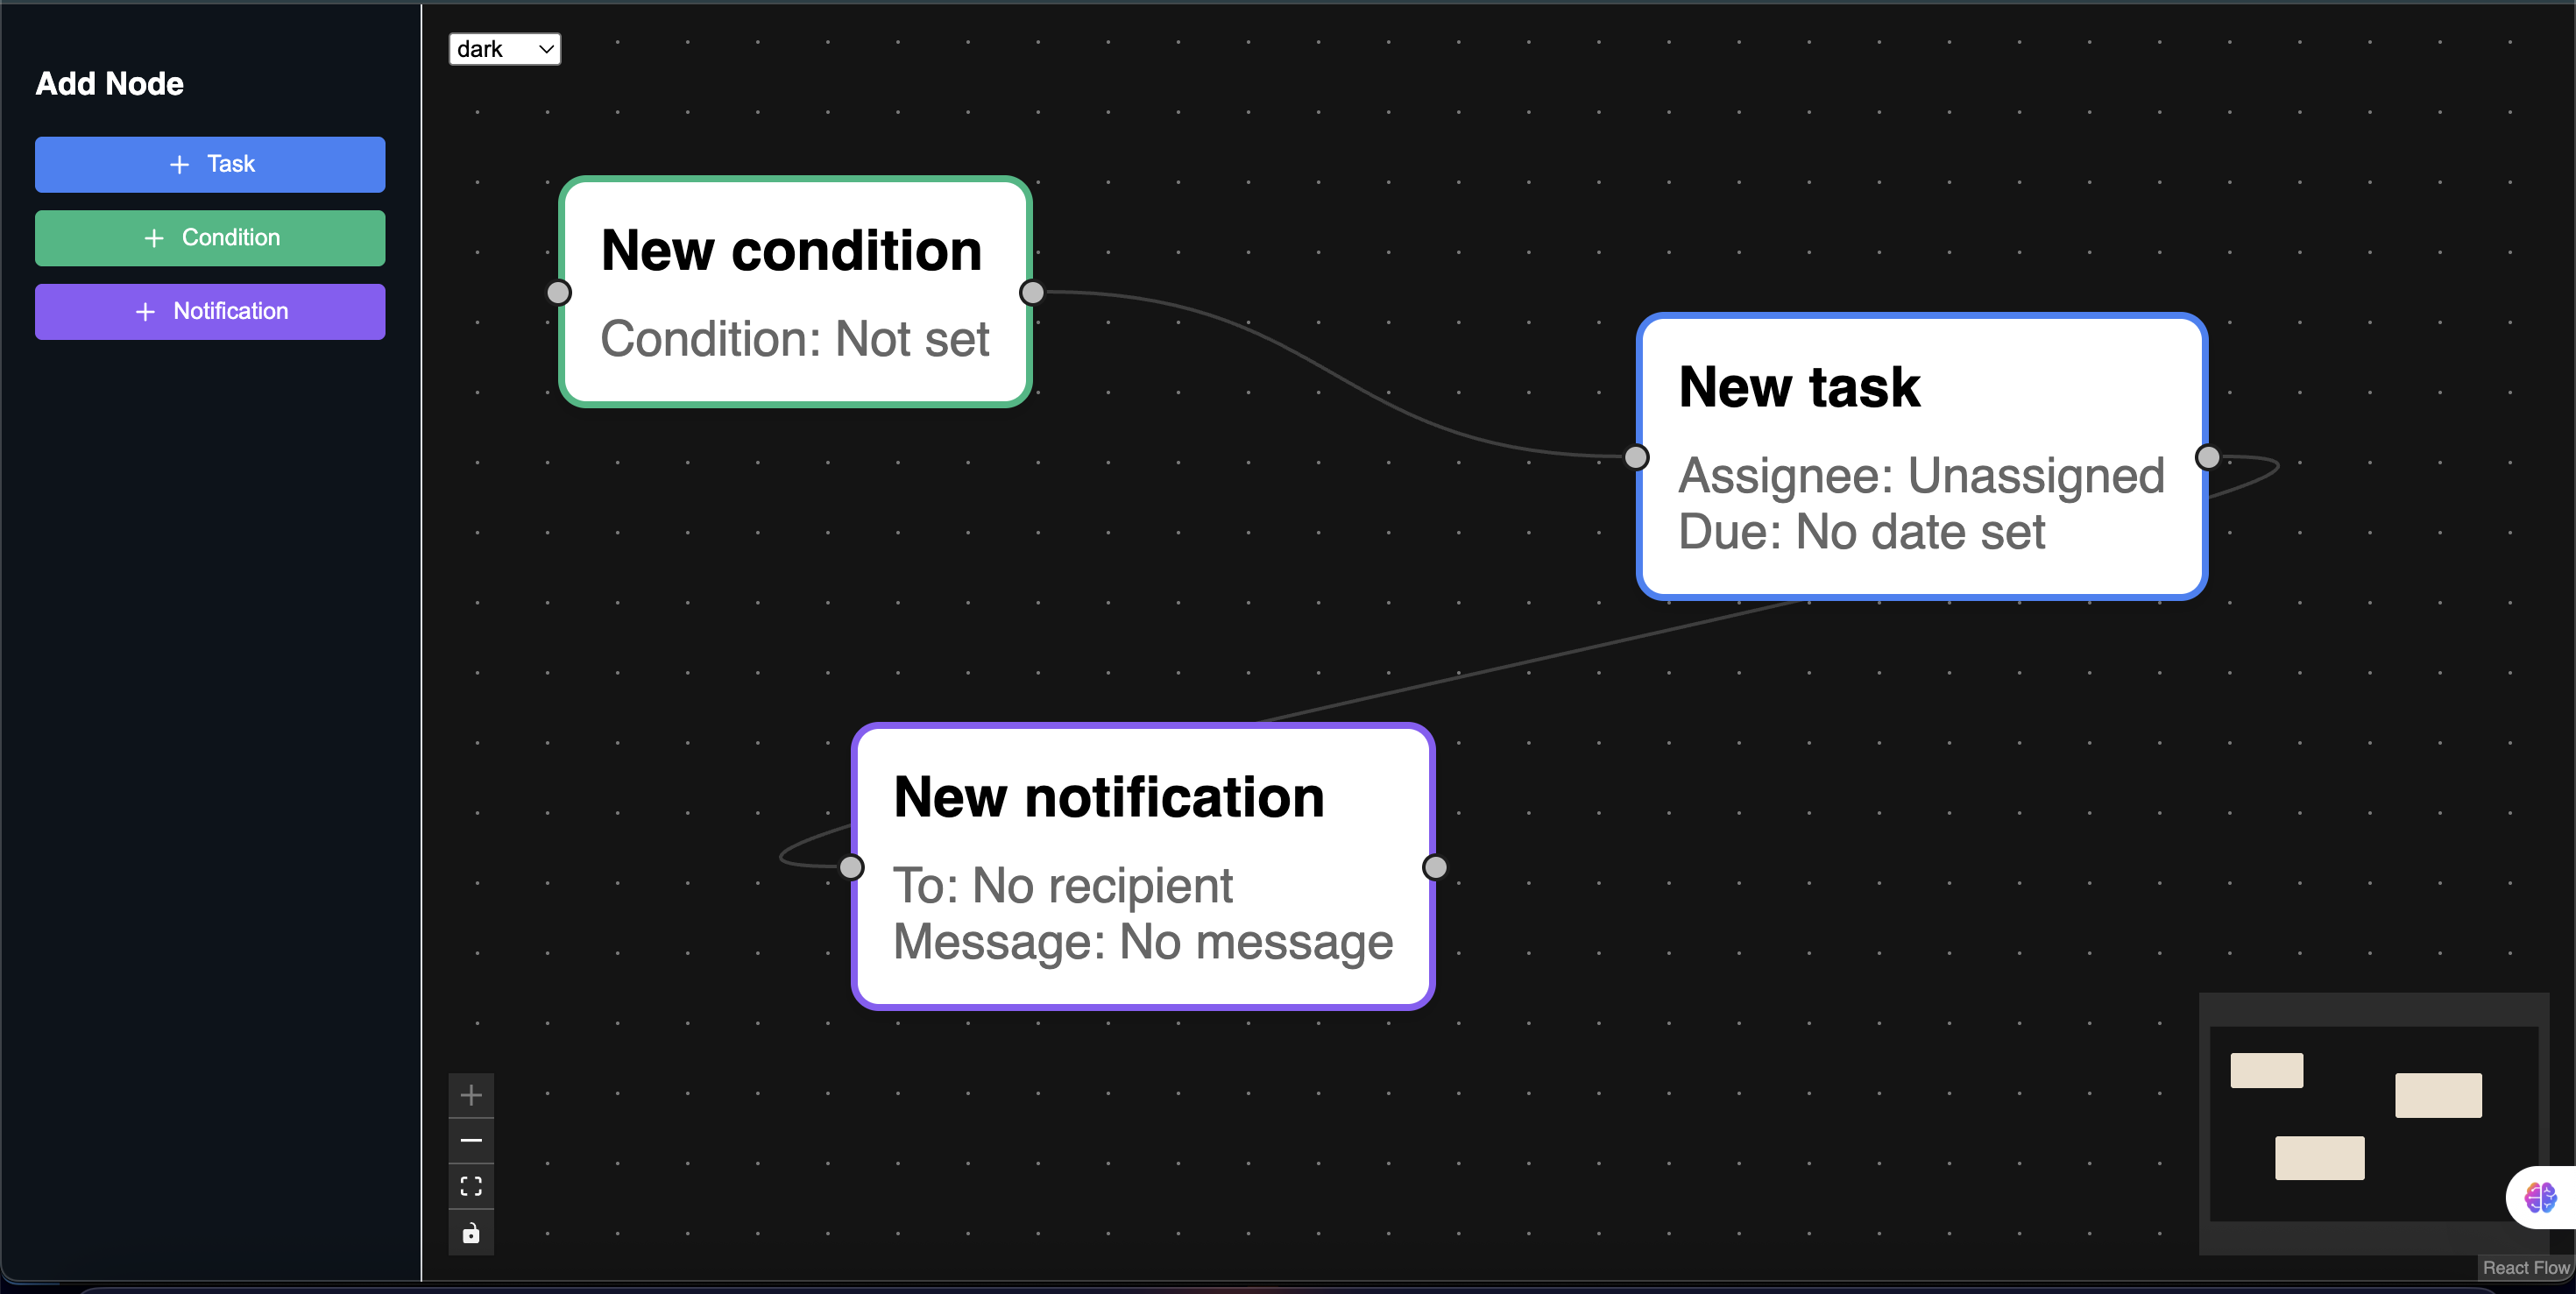 dark
Add Node
Task
Condition
Notification
New condition
Condition: Not set
New task
Assignee: Unassigned
Due: No date set
New notification
To: No recipient
Message: No message
React Flow